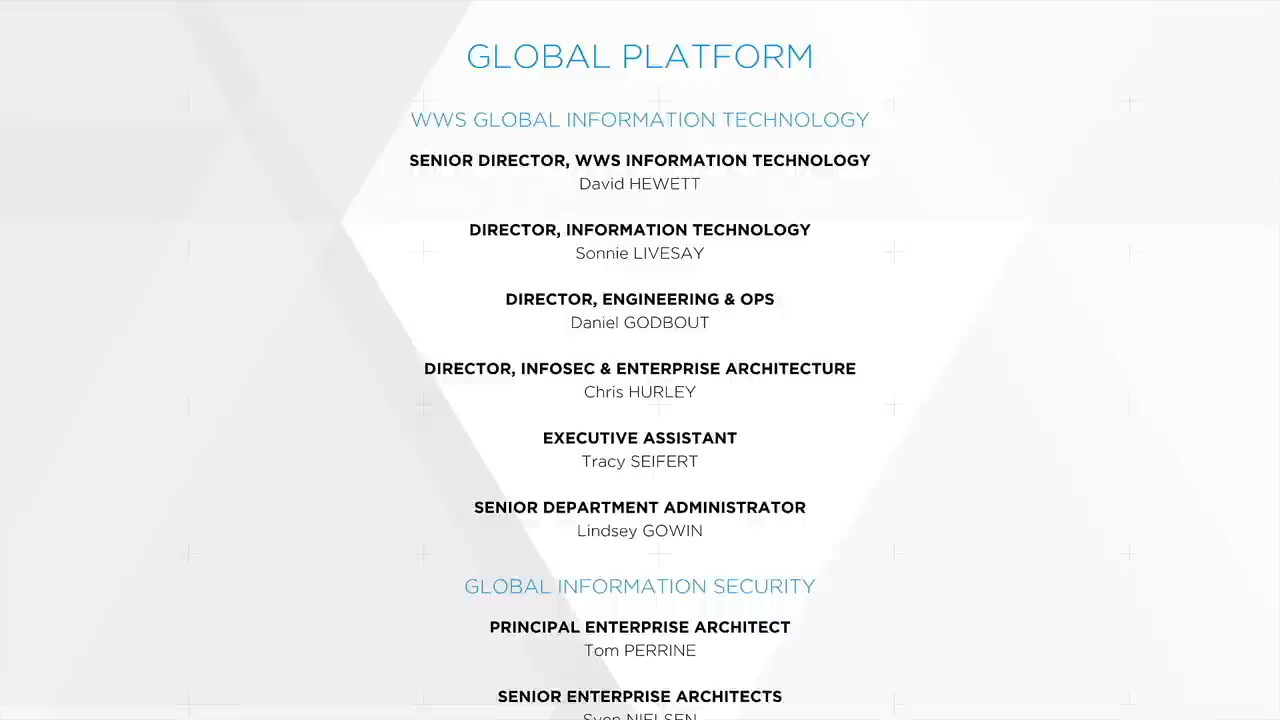 GLOBAL PLATFORM
WWS GLOBAL INFORMATION TECHNOLOGY
SENIOR DIRECTOR, WWS INFORMATION TECHNOLOGY
David HEWETT
DIRECTOR, INFORMATION TECHNOLOGY
Sonnie LIVESAY
DIRECTOR, ENGINEERING & OPS
Daniel GODBOUT
DIRECTOR, INFOSEC & ENTERPRISE ARCHITECTURE
Chris HURLEY
EXECUTIVE ASSISTANT
Tracy SEIFERT
SENIOR DEPARTMENT ADMINISTRATOR
Lindsey GOWIN
GLOBAL INFORMATION SECURITY
PRINCIPAL ENTERPRISE ARCHITECT
Tom PERRINE
SENIOR ENTERPRISE ARCHITECTS
NIELSEN